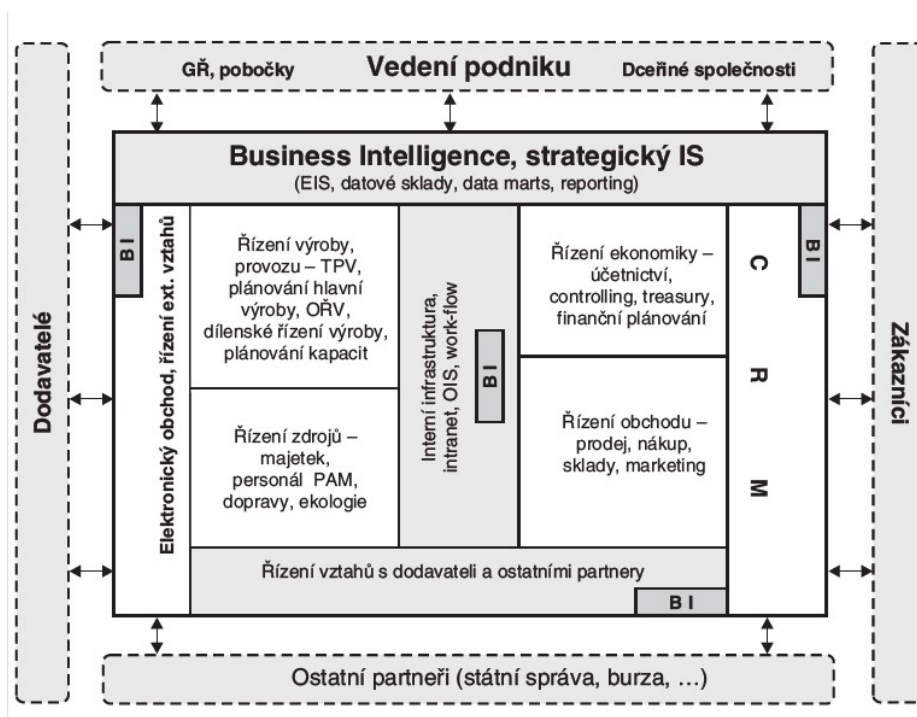 GŘ, pobočky
Vedení podniku
Dceřiné společnosti
Business Intelligence, strategický IS
(EIS, datové sklady, data marts, reporting)
Dodavatelé
B I
Elektronický obchod, řízení ext. vztahů
Řízení výroby,
provozu – TPV,
plánování hlavní
výroby, OŘV,
dílenské řízení výroby,
plánování kapacit
Řízení zdrojů –
majetek,
personál PAM,
dopravy, ekologie
Interní infrastruktura,
intranet, OIS, work-flow
B I
Řízení ekonomiky –
účetnictví,
controlling, treasury,
finanční plánování
Řízení obchodu –
prodej, nákup,
sklady, marketing
C R M
B I
Zákazníci
Řízení vztahů s dodavateli a ostatními partnery
B I
Ostatní partneři (státní správa, burza, …)